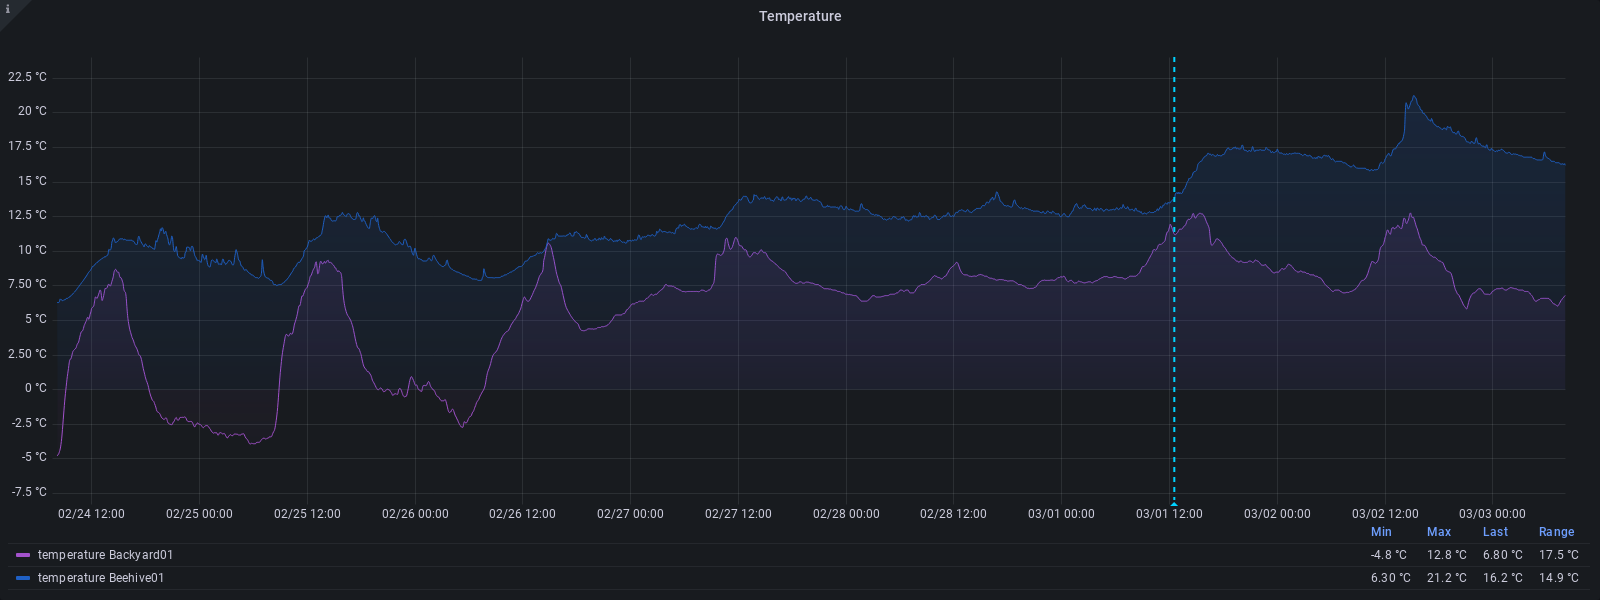 i
Temperature
22.5 °C
20 °C
17.5 °C
15 °C
12.5 °C
10 °C
7.50 °C
5 °C
2.50 °C
0 °C
-2.5 °C
-5 °C
-7.5 °C
02/24 12:00 02/25 00:00 02/25 12:00 02/26 00:00 02/26 12:00 02/27 00:00 02/27 12:00 02/28 00:00 02/28 12:00 03/01 00:00 03/01 12:00 03/02 00:00 03/02 12:00 03/03 00:00
Min Max Last Range
temperature Backyard01 -4.8 °C 12.8 °C 6.80 °C 17.5 °C
temperature Beehive01 6.30 °C 21.2 °C 16.2 °C 14.9 °C